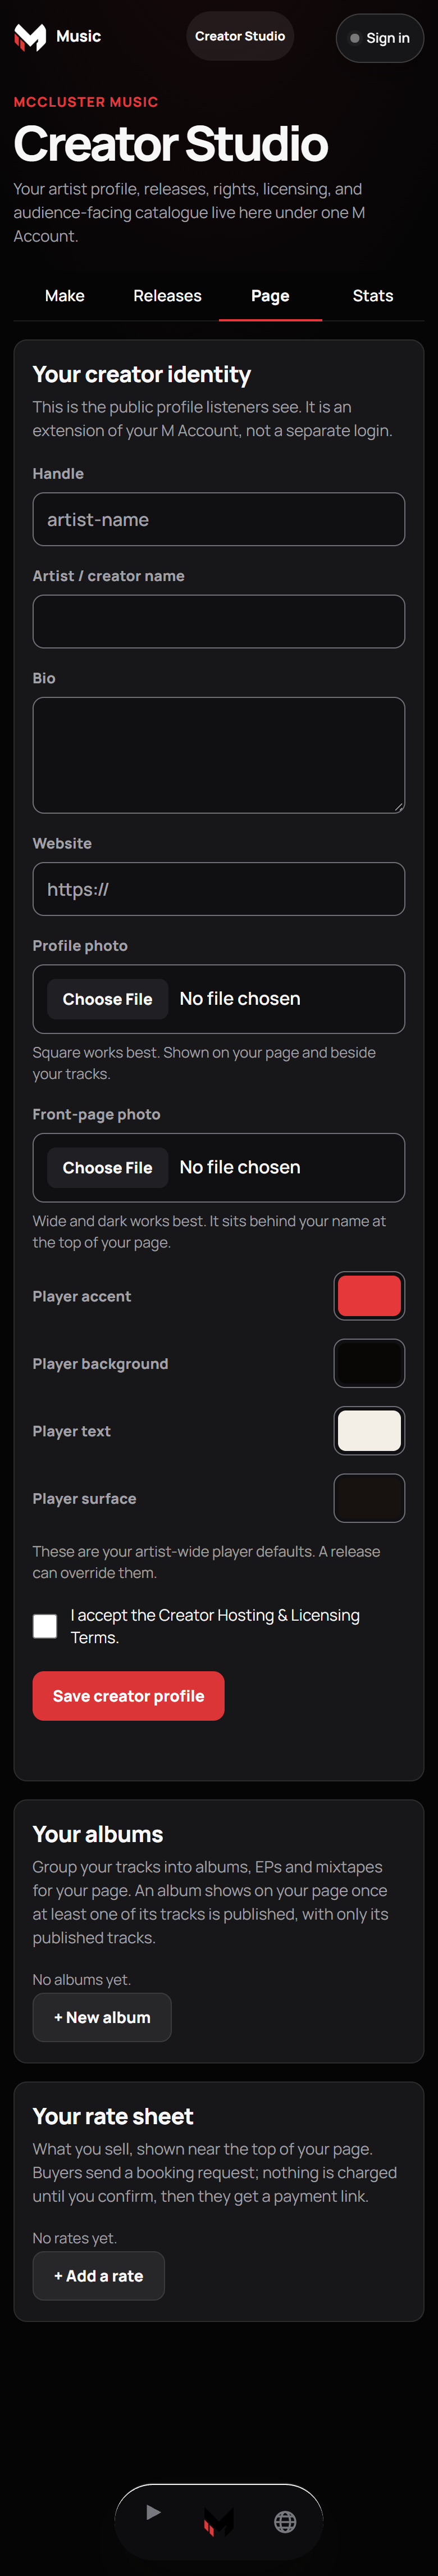 Music
Creator Studio
Sign in
MCCLUSTER MUSIC
Creator Studio
Your artist profile, releases, rights, licensing, and
audience-facing catalogue live here under one M
Account.
Make
Releases
Page
Stats
Your creator identity
This is the public profile listeners see. It is an
extension of your M Account, not a separate login.
Handle
artist-name
Artist / creator name
Bio
Website
https://
Profile photo
Choose File
No file chosen
Square works best. Shown on your page and beside
your tracks.
Front-page photo
Choose File
No file chosen
Wide and dark works best. It sits behind your name at
the top of your page.
Player accent
Player background
Player text
Player surface
These are your artist-wide player defaults. A release
can override them.
I accept the Creator Hosting & Licensing
Terms.
Save creator profile
Your albums
Group your tracks into albums, EPs and mixtapes
for your page. An album shows on your page once
at least one of its tracks is published, with only its
published tracks.
No albums yet.
+ New album
Your rate sheet
What you sell, shown near the top of your page.
Buyers send a booking request; nothing is charged
until you confirm, then they get a payment link.
No rates yet.
+ Add a rate